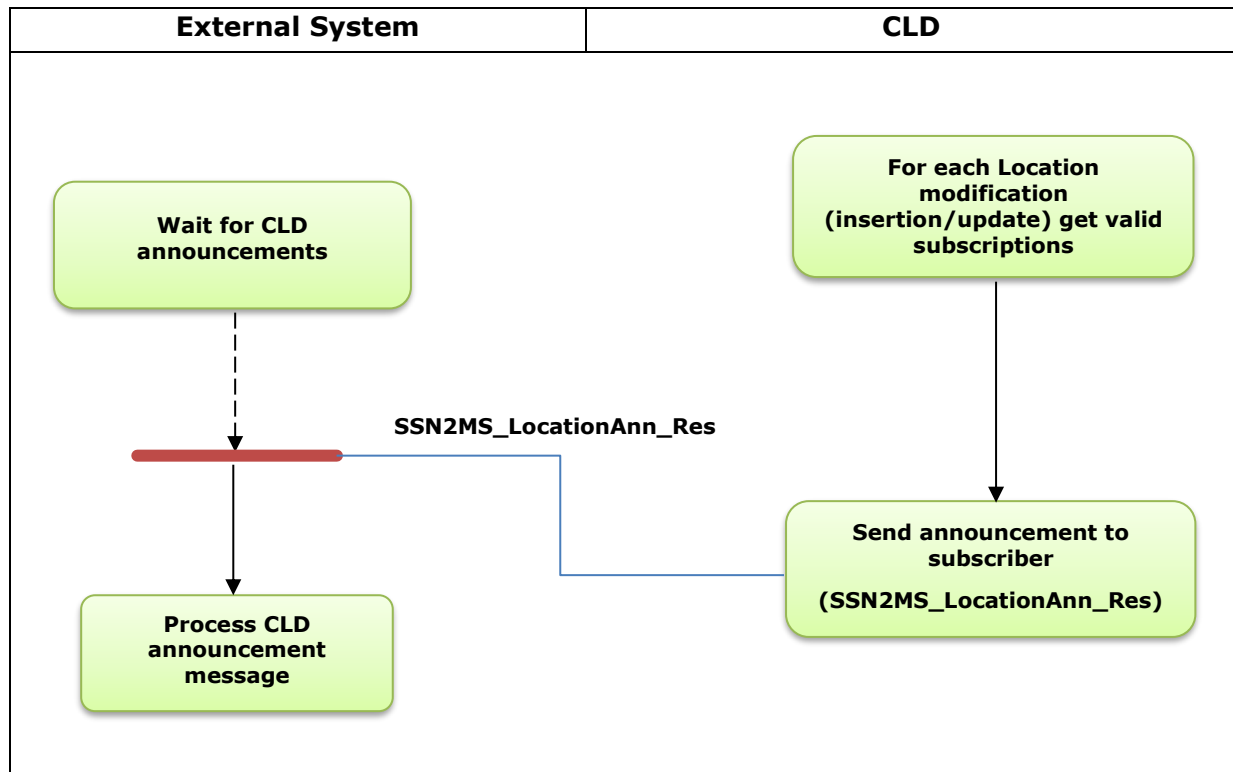 External System
CLD
For each Location
modification
(insertion/update) get valid
subscriptions
Wait for CLD
announcements
SSN2MS_LocationAnn_Res
Send announcement to
subscriber
(SSN2MS_LocationAnn_Res)
Process CLD
announcement
message